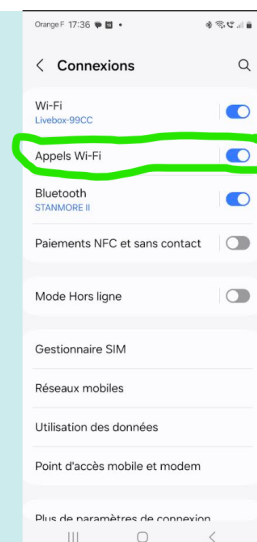 Orange F 17:36
Connexions
Wi-Fi
Livebox-99CC
Appels Wi-Fi
Bluetooth
STANMORE II
Paiements NFC et sans contact
Mode Hors ligne
Gestionnaire SIM
Réseaux mobiles
Utilisation des données
Point d'accès mobile et modem
Plus de paramètres de connexion